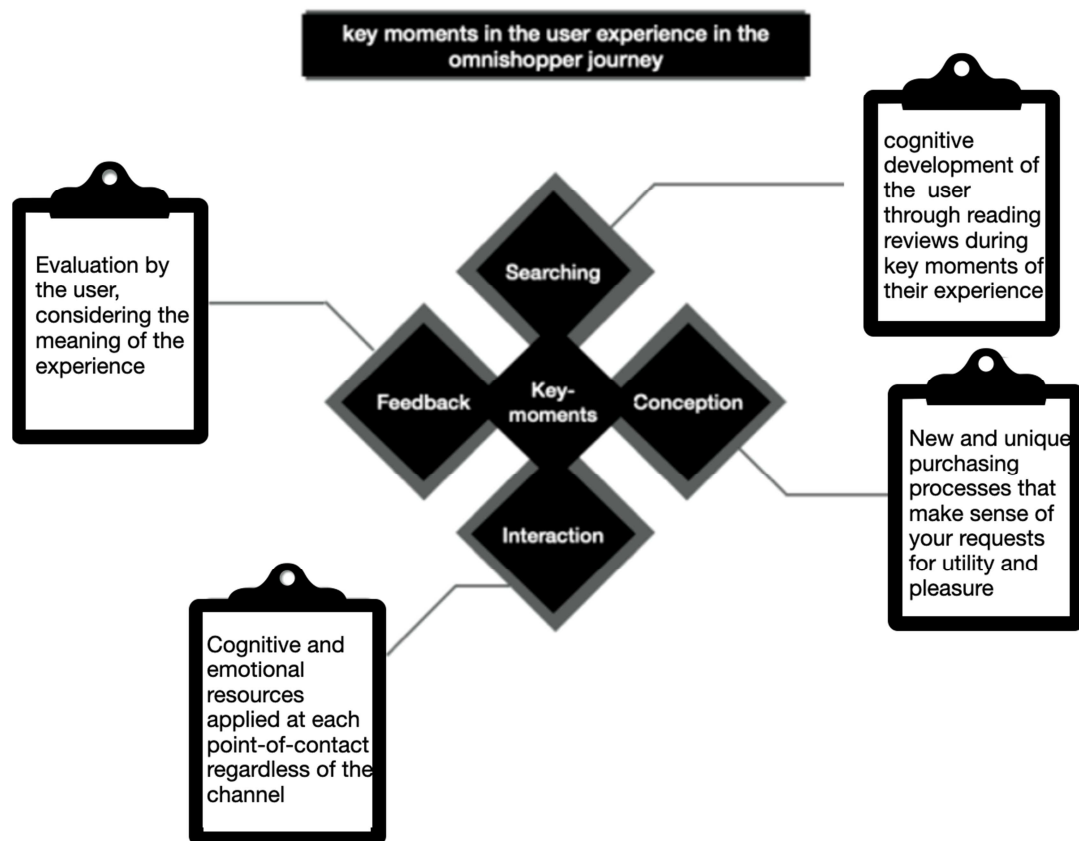 key moments in the user experience in the
omnishopper journey
cognitive
development of
the user
through reading
reviews during
key moments of
their experience
Evaluation by
the user,
considering the
meaning of the
experience
Searching
Feedback
Key-
moments
Conception
Interaction
New and unique
purchasing
processes that
make sense of
your requests
for utility and
pleasure
Cognitive and
emotional
resources
applied at each
point-of-contact
regardless of the
channel